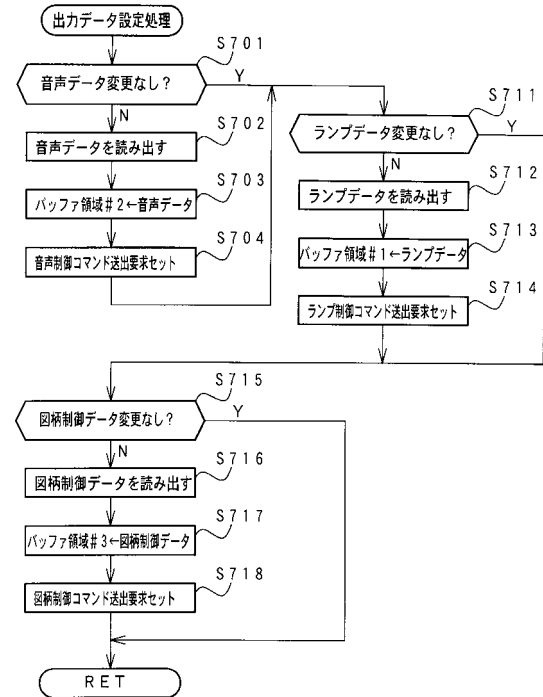 出力データ設定処理
S701
音声データ変更なし?
Y
N
S702
音声データを読み出す
S703
バッファ領域#2←音声データ
S704
音声制御コマンド送出要求セット
S711
ランプデータ変更なし?
Y
N
S712
ランプデータを読み出す
S713
バッファ領域#1←ランプデータ
S714
ランプ制御コマンド送出要求セット
S715
図柄制御データ変更なし?
Y
N
S716
図柄制御データを読み出す
S717
バッファ領域#3←図柄制御データ
S718
図柄制御コマンド送出要求セット
RET